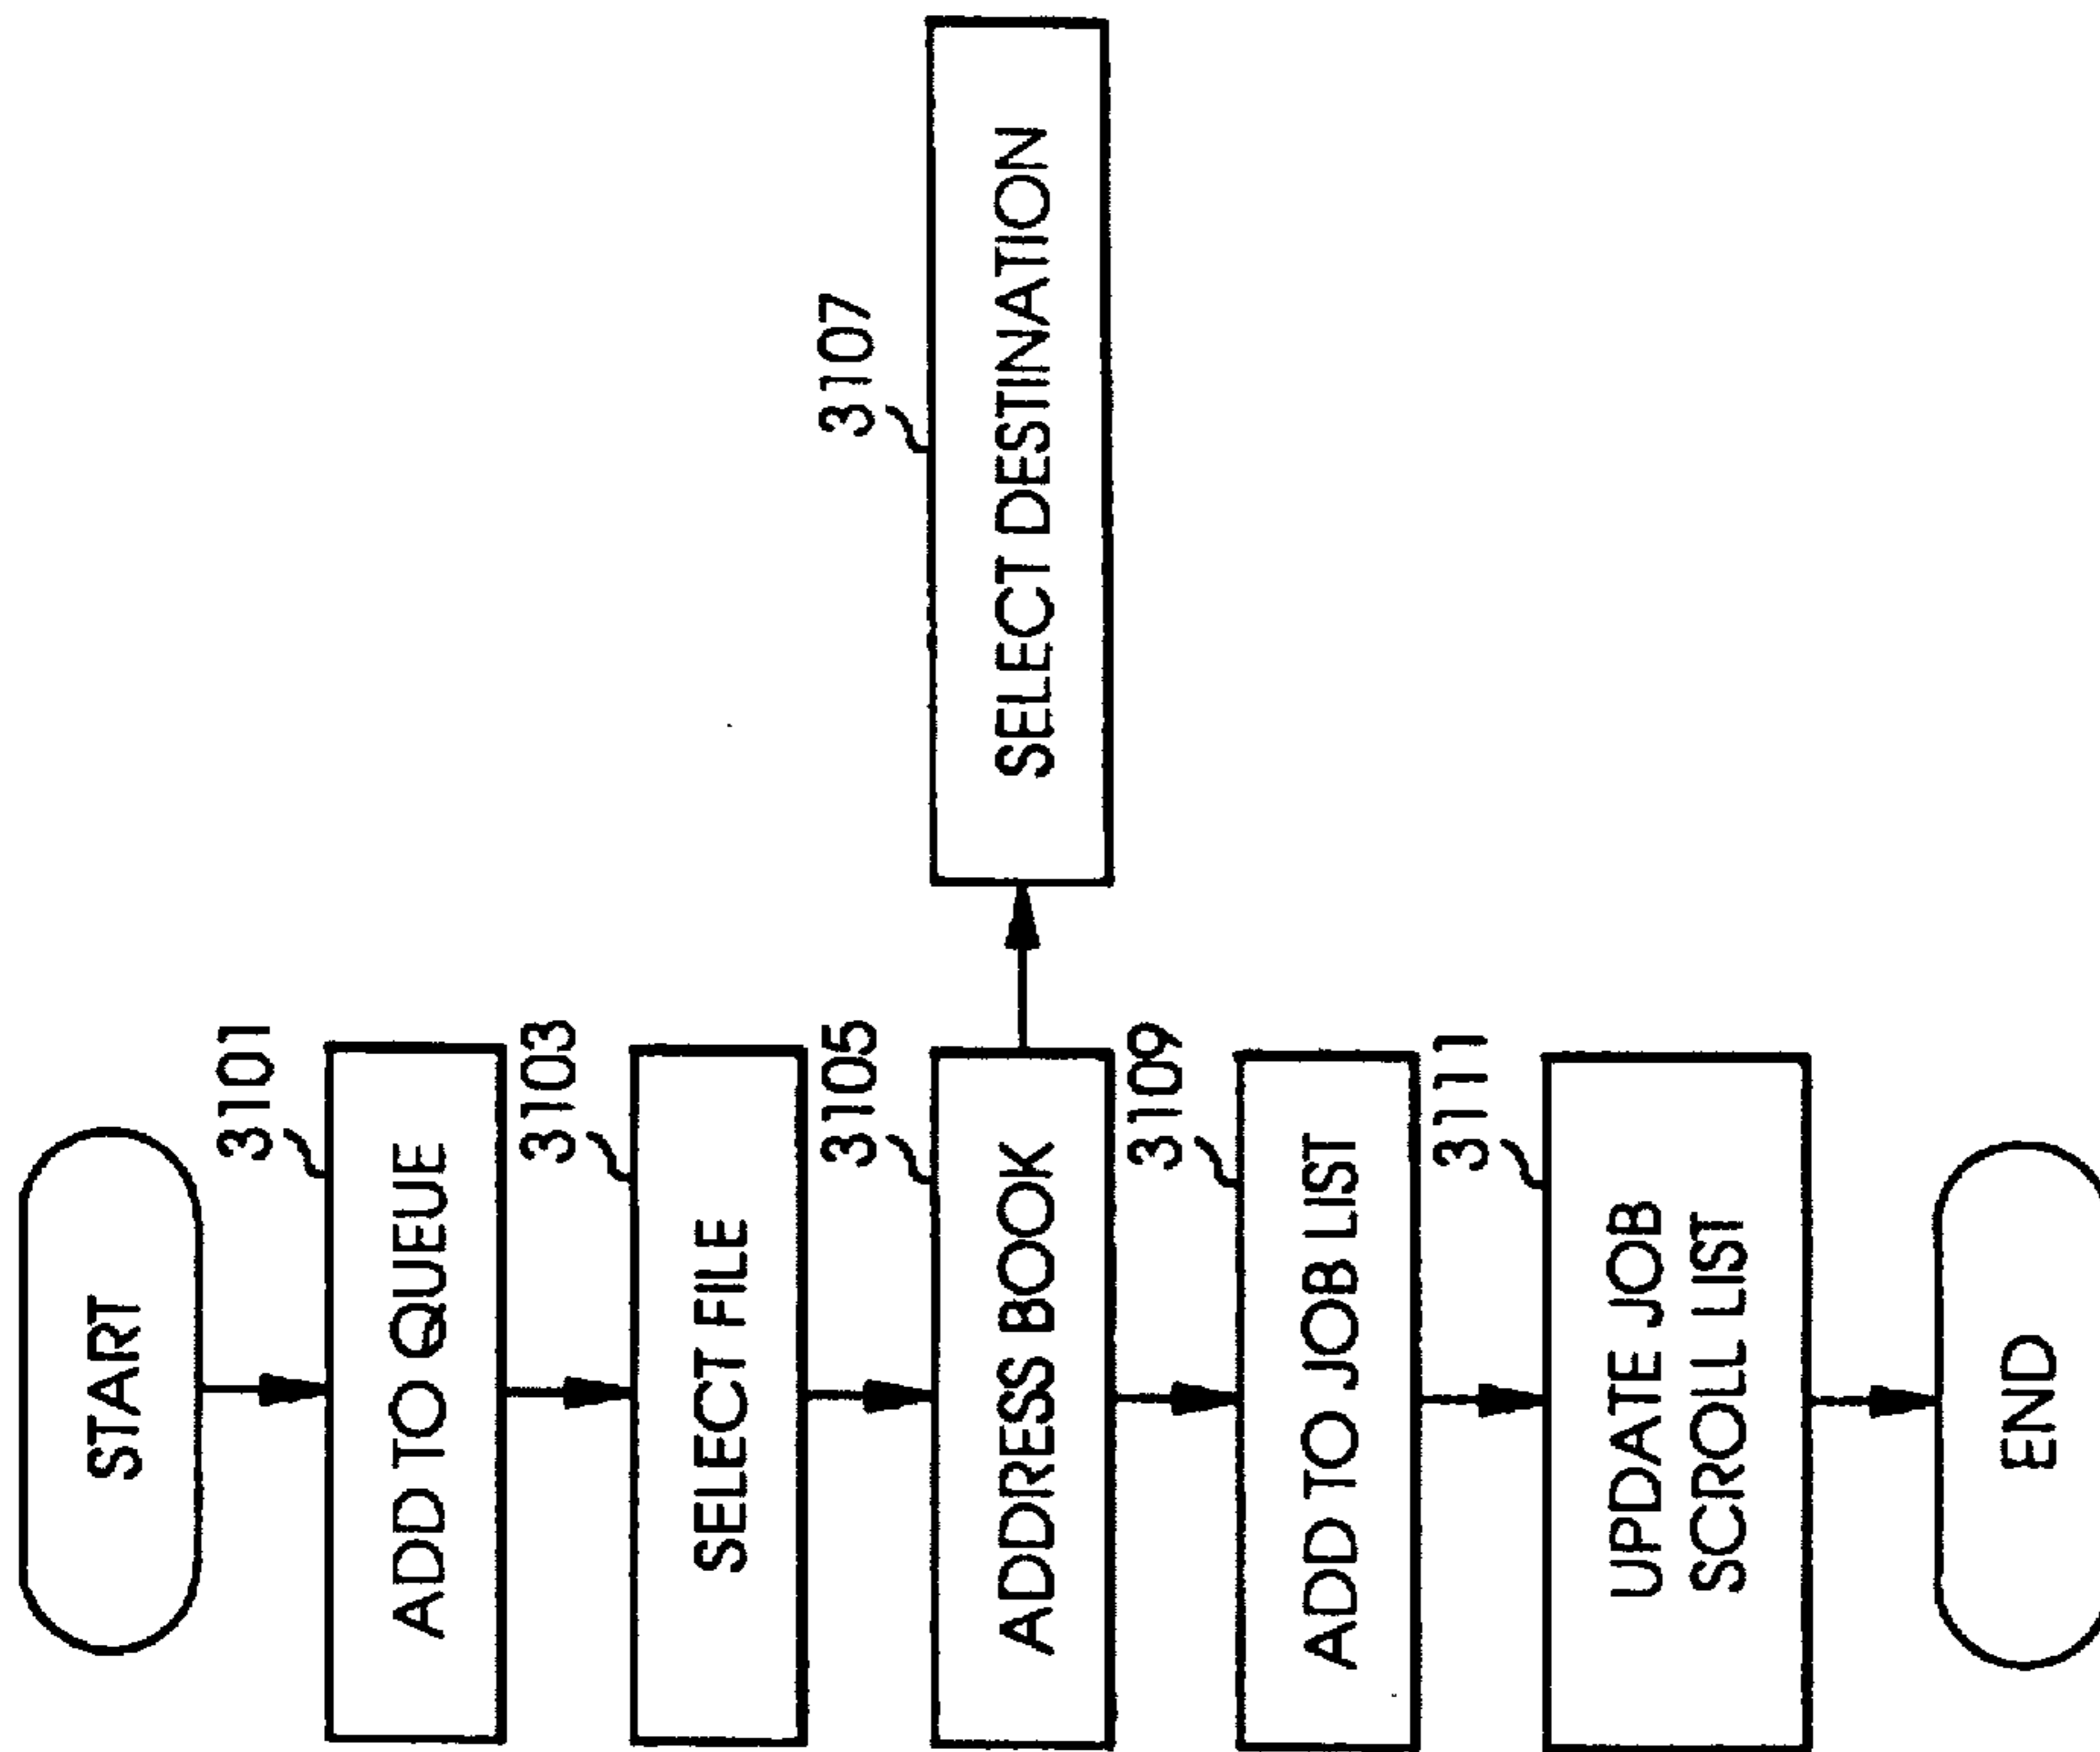 START
3101
ADD TO QUEUE
3103
SELECT FILE
3105
ADDRESS BOOK
3107
SELECT DESTINATION
3109
ADD TO JOB LIST
3111
UPDATE JOB
SCROLL LIST
END